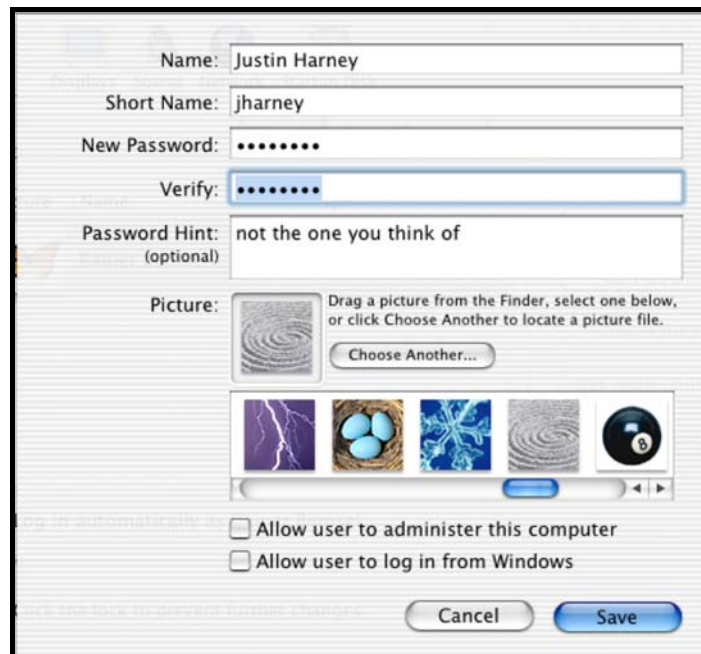 Name: Justin Harney
Short Name: jharney
New Password: ••••••••
Verify: ••••••••
Password Hint: not the one you think of
(optional)
Picture: Drag a picture from the Finder, select one below,
or click Choose Another to locate a picture file.
Choose Another...
8
Allow user to administer this computer
Allow user to log in from Windows
Cancel Save